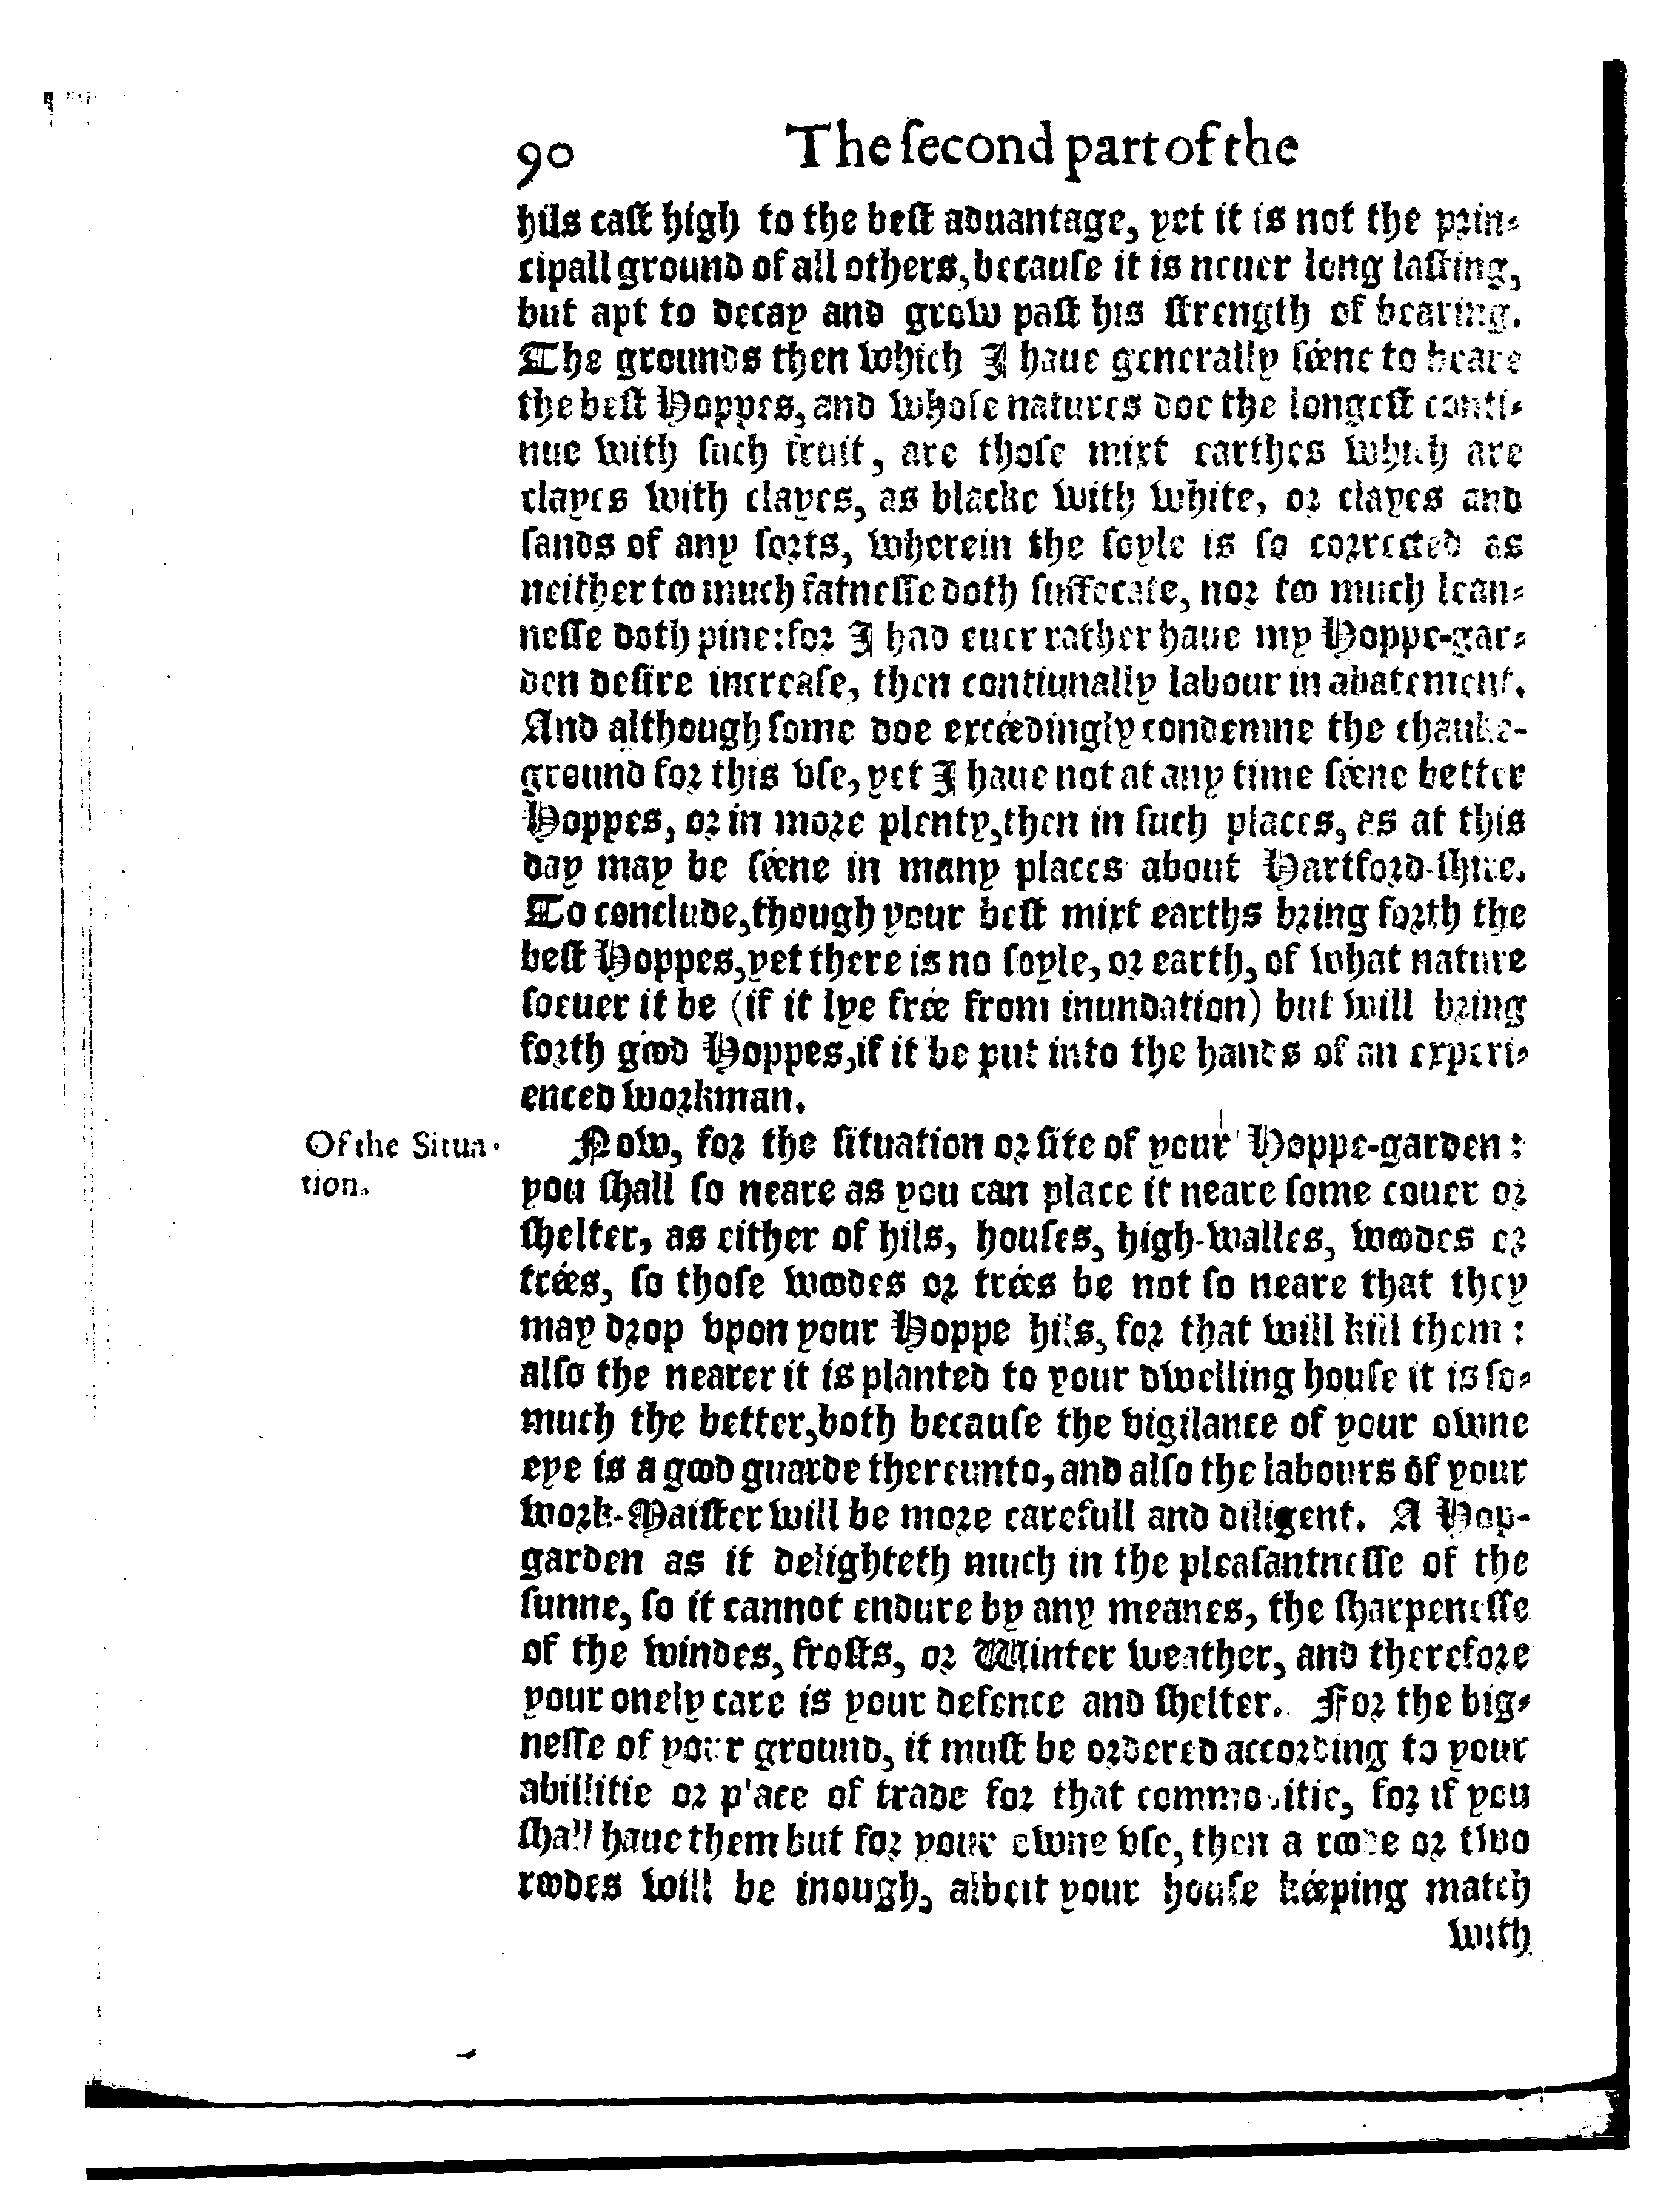 90 The ſecond part of the
hils caſt high to the beſt aduantage, yet it is not the prin-
cipall ground of all others, becauſe it is neuer long laſting,
but apt to decay and grow paſt his ſtrength of bearing.
The grounds then which I haue generally ſéene to beare
the beſt Hoppes, and whoſe natures doe the longeſt conti-
nue with ſuch fruit, are thoſe mixt earthes which are
clayes with clayes, as blacke with white, or clayes and
ſands of any ſorts, wherein the ſoyle is ſo corrected as
neither too much fatneſſe doth ſuffocate, nor too much lean-
neſſe doth pine: for I had euer rather haue my Hoppe-gar-
den deſire increaſe, then contiunally labour in abatement.
And although ſome doe excéedingly condemne the chauke-
ground for this vſe, yet I haue not at any time ſéene better
Hoppes, or in more plenty, then in ſuch places, as at this
day may be ſéene in many places about Hartford-ſhire.
To conclude, though your beſt mixt earths bring forth the
beſt Hoppes, yet there is no ſoyle, or earth, of what nature
ſoeuer it be (if it lye frée from inundation) but will bring
forth good Hoppes, if it be put into the hands of an experi-
enced workman.
Of the Situa-
tion.
Now, for the ſituation or ſite of your Hoppe-garden:
you ſhall ſo neare as you can place it neare ſome couer or
ſhelter, as either of hils, houſes, high-walles, woodes or
trées, ſo thoſe woodes or trées be not ſo neare that they
may drop vpon your Hoppe hils, for that will kill them:
alſo the nearer it is planted to your dwelling houſe it is ſo-
much the better, both becauſe the vigilance of your owne
eye is a good guarde thereunto, and alſo the labours of your
work-Maiſter will be more carefull and diligent. A Hop-
garden as it delighteth much in the pleaſantneſſe of the
ſunne, ſo it cannot endure by any meanes, the ſharpeneſſe
of the windes, froſts, or Winter weather, and therefore
your onely care is your defence and ſhelter. For the big-
neſſe of your ground, it muſt be ordered according to your
abillitie or place of trade for that commoditie, for if you
ſhall haue them but for your owne vſe, then a roode or two
roodes will be inough, albeit your houſe kéeping match
with